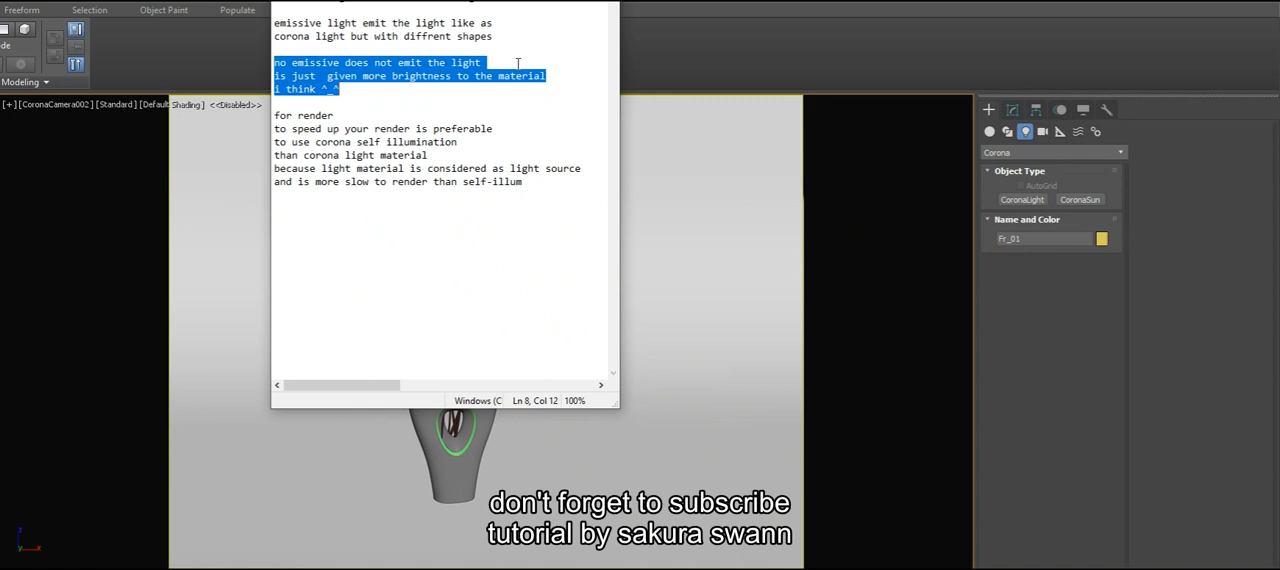 Freeform Selection Object Paint Populate
emissive light emit the light like as
corona light but with diffrent shapes
no emissive does not emit the light
is just  given more brightness to the material
i think ^_^
for render
to speed up your render is preferable
to use corona self illumination
than corona light material
because light material is considered as light source
and is more slow to render than self-illum
Windows (C Ln 8, Col 12 100%
de
Modeling
[+] [CoronaCamera002] [Standard] [Default Shading] <<Disabled>>
Corona
Object Type
AutoGrid
CoronaLight CoronaSun
Name and Color
Fr_01
don't forget to subscribe
tutorial by sakura swann